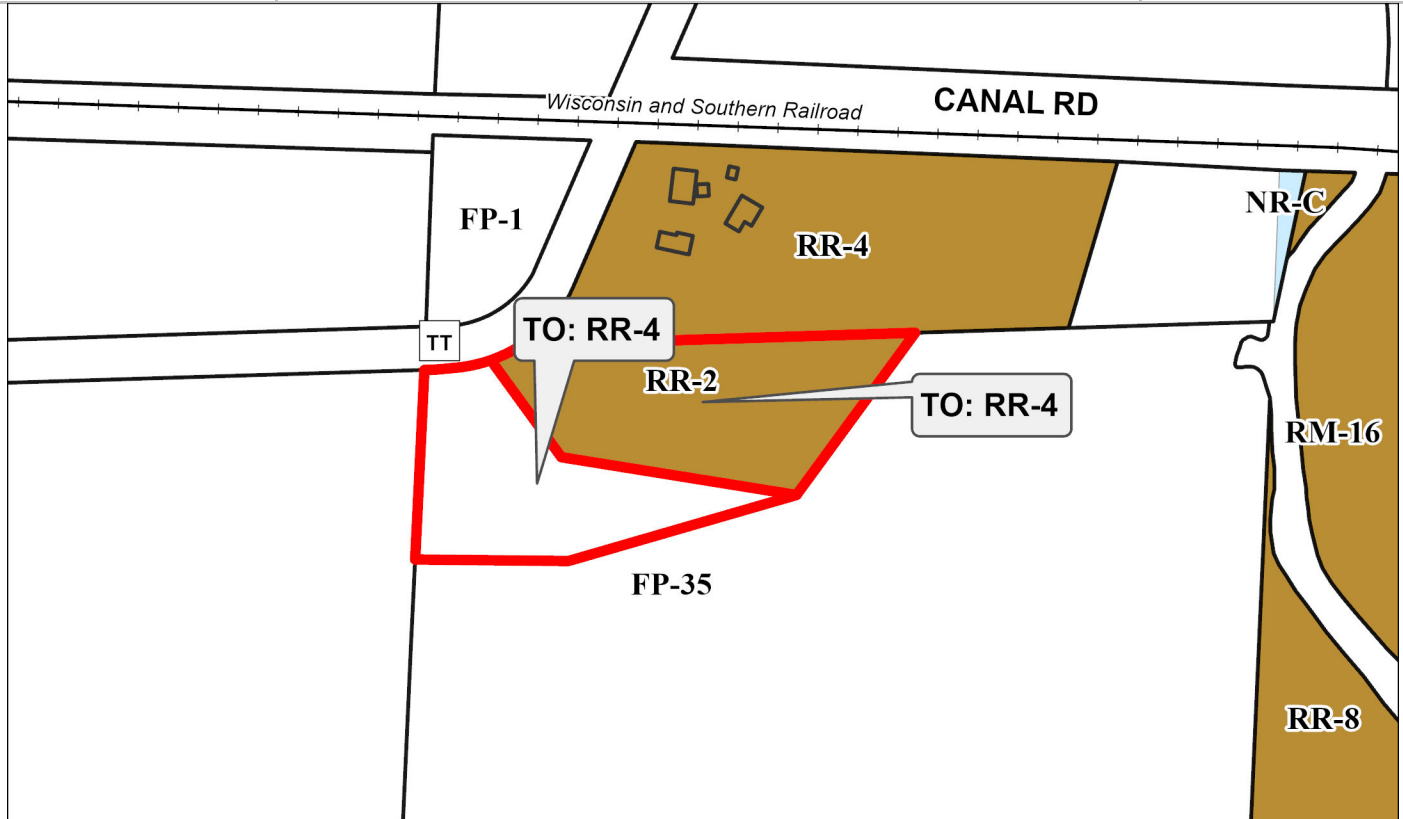 Wisconsin and Southern Railroad
CANAL RD
FP-1
NR-C
RR-4
TO: RR-4
TT
RR-2
TO: RR-4
RM-16
FP-35
RR-8